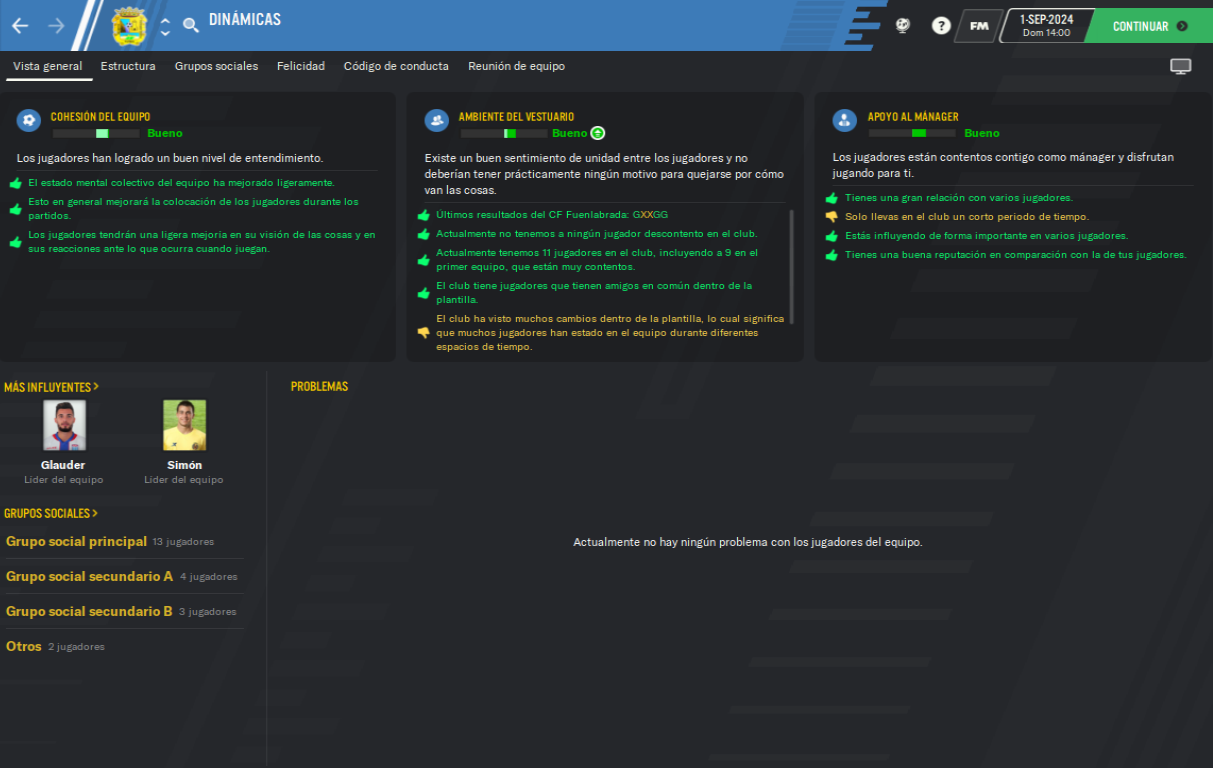 DINÁMICAS
?
FM
1-SEP-2024
Dom 14:00
CONTINUAR
Vista general
Estructura
Grupos sociales
Felicidad
Código de conducta
Reunión de equipo
COHESIÓN DEL EQUIPO
Bueno
Los jugadores han logrado un buen nivel de entendimiento.
El estado mental colectivo del equipo ha mejorado ligeramente.
Esto en general mejorará la colocación de los jugadores durante los
partidos.
Los jugadores tendrán una ligera mejoría en su visión de las cosas y en
sus reacciones ante lo que ocurra cuando juegan.
AMBIENTE DEL VESTUARIO
Bueno
Existe un buen sentimiento de unidad entre los jugadores y no
deberían tener prácticamente ningún motivo para quejarse por cómo
van las cosas.
Últimos resultados del CF Fuenlabrada: GXXGG
Actualmente no tenemos a ningún jugador descontento en el club.
Actualmente tenemos 11 jugadores en el club, incluyendo a 9 en el
primer equipo, que están muy contentos.
El club tiene jugadores que tienen amigos en común dentro de la
plantilla.
El club ha visto muchos cambios dentro de la plantilla, lo cual significa
que muchos jugadores han estado en el equipo durante diferentes
espacios de tiempo.
APOYO AL MÁNAGER
Bueno
Los jugadores están contentos contigo como mánager y disfrutan
jugando para ti.
Tienes una gran relación con varios jugadores.
Solo llevas en el club un corto periodo de tiempo.
Estás influyendo de forma importante en varios jugadores.
Tienes una buena reputación en comparación con la de tus jugadores.
MÁS INFLUYENTES >
Glauder
Líder del equipo
Simón
Líder del equipo
GRUPOS SOCIALES >
Grupo social principal 13 jugadores
Grupo social secundario A 4 jugadores
Grupo social secundario B 3 jugadores
Otros 2 jugadores
PROBLEMAS
Actualmente no hay ningún problema con los jugadores del equipo.